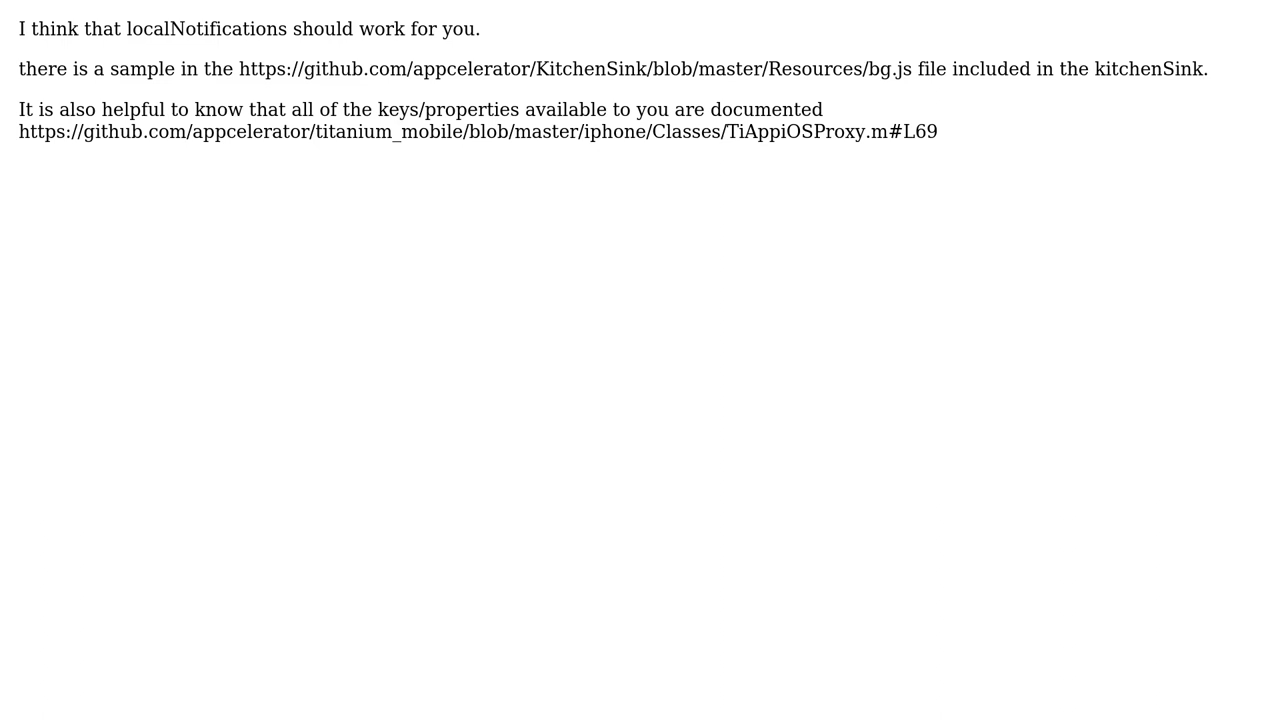 I think that localNotifications should work for you.
there is a sample in the https://github.com/appcelerator/KitchenSink/blob/master/Resources/bg.js file included in the kitchenSink.
It is also helpful to know that all of the keys/properties available to you are documented
https://github.com/appcelerator/titanium_mobile/blob/master/iphone/Classes/TiAppiOSProxy.m#L69